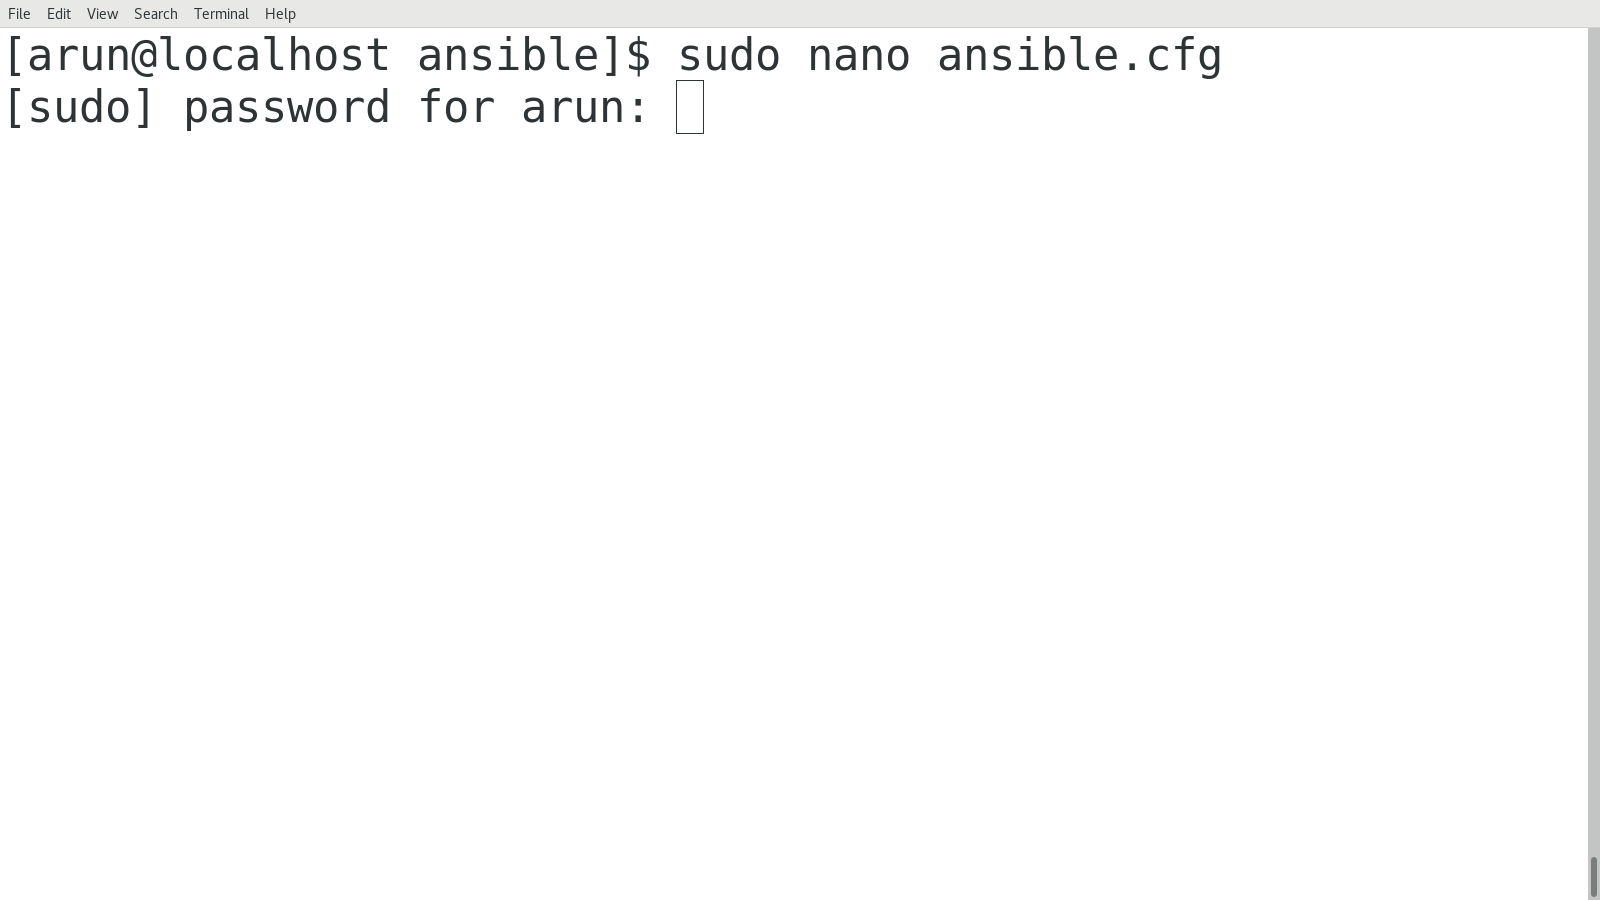 File Edit View Search Terminal Help
[arun@localhost ansible]$ sudo nano ansible.cfg
[sudo] password for arun: